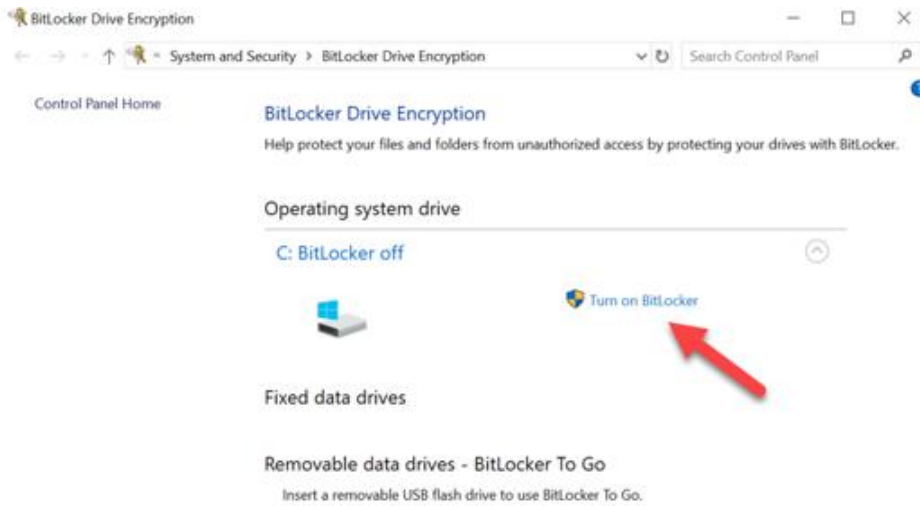 BitLocker Drive Encryption
System and Security > BitLocker Drive Encryption
Search Control Panel
Control Panel Home
BitLocker Drive Encryption
Help protect your files and folders from unauthorized access by protecting your drives with BitLocker.
Operating system drive
C: BitLocker off
Turn on BitLocker
Fixed data drives
Removable data drives - BitLocker To Go
Insert a removable USB flash drive to use BitLocker To Go.